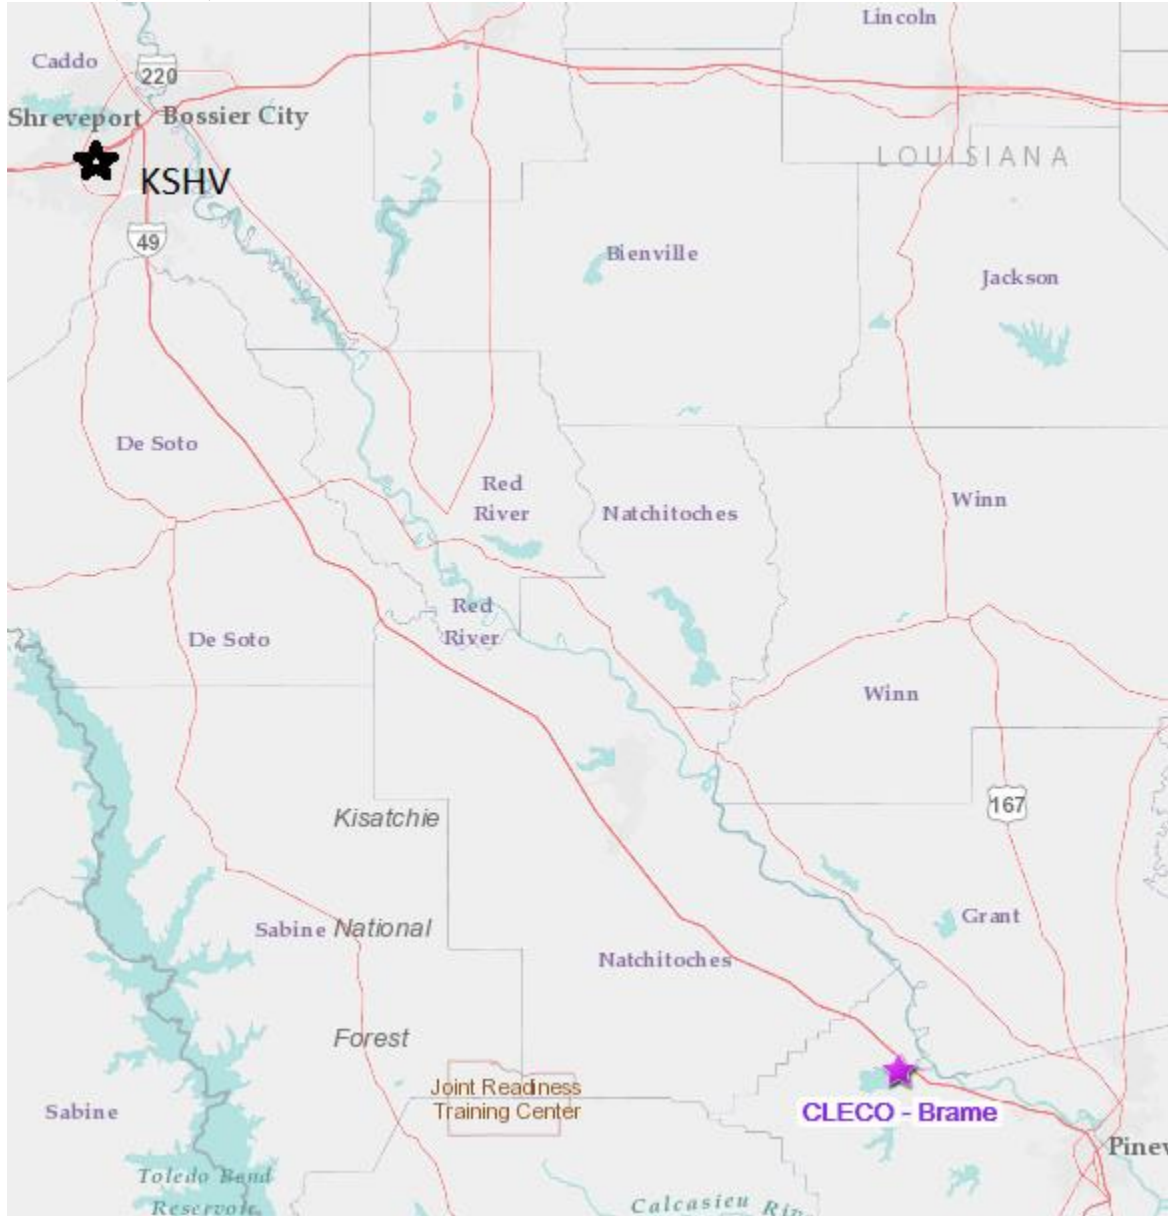 Lincoln
Caddo
220
Shreveport
Bossier City
LOUISIANA
KSHV
49
Bienville
Jackson
De Soto
Red
River
Natchitoches
Winn
Red
River
De Soto
Winn
167
Kisatchie
Grant
Sabine
National
Natchitoches
Forest
Joint Readiness
Training Center
Sabine
CLECO - Brame
Pinev
Toledo Bend
Reservoir
Calcasieu Riv